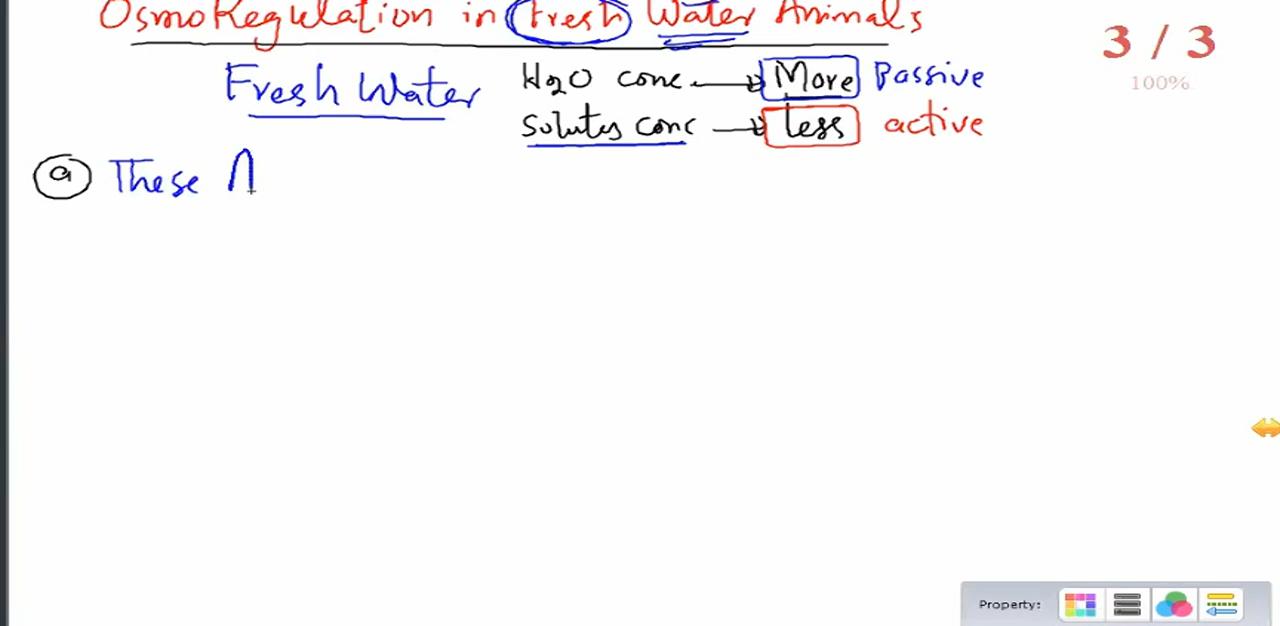 OsmoRegulation in Fresh Water Animals
3 / 3
100%
Fresh Water
H2O conc → More Passive
Solutes conc → less active
a These A
Property: